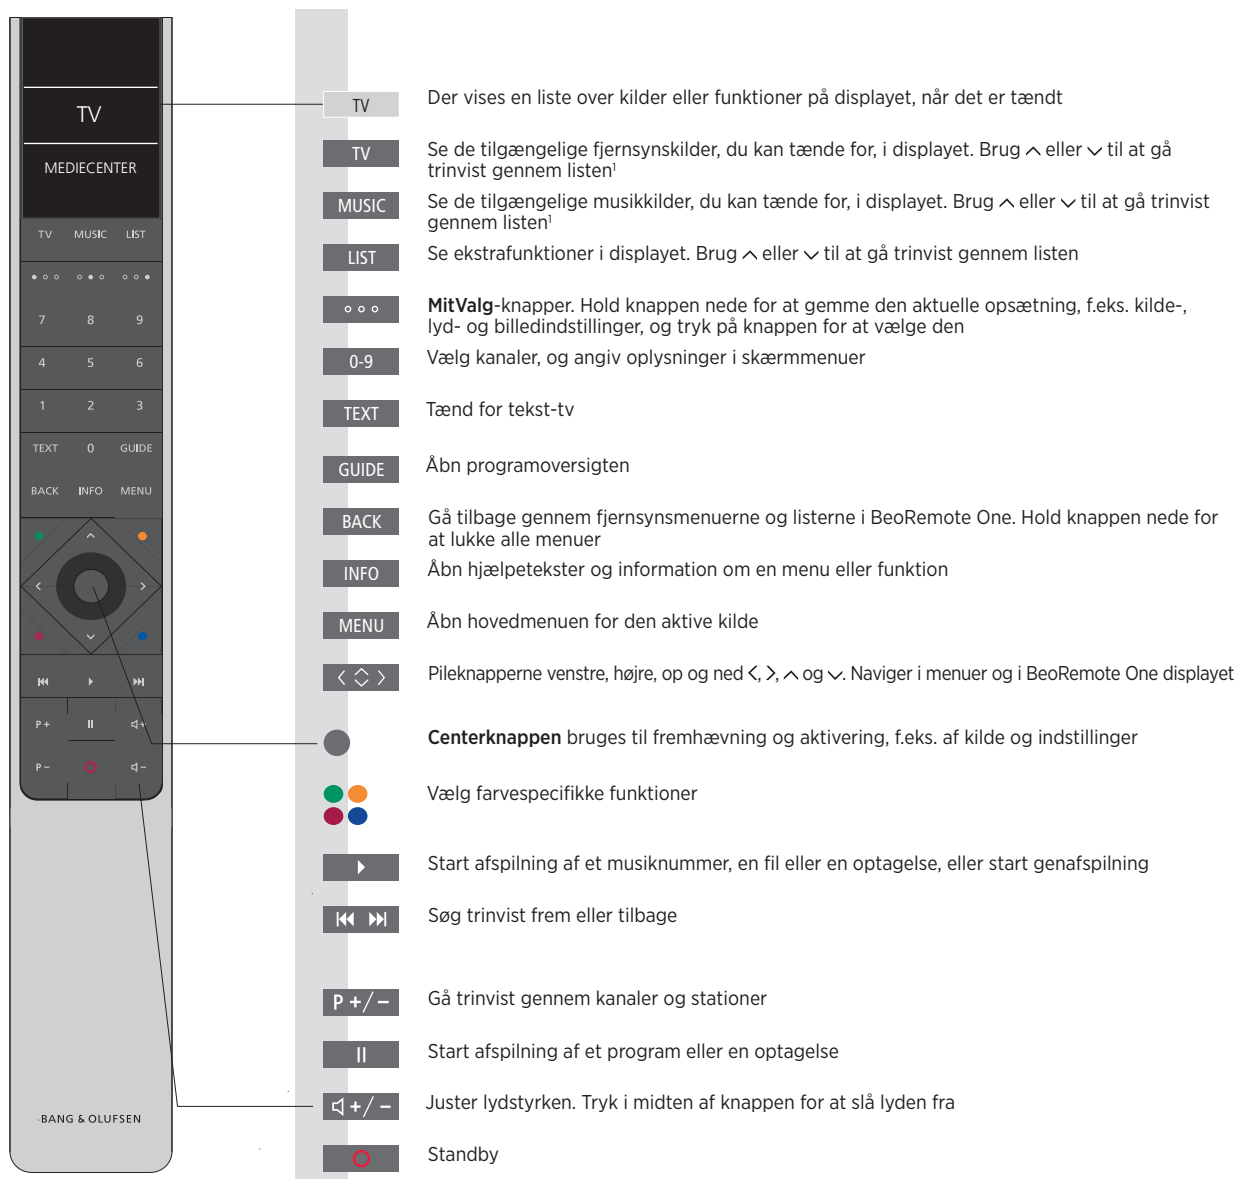 TV
MEDIECENTER
TV MUSIC LIST
7 8 9
4 5 6
1 2 3
TEXT 0 GUIDE
BACK INFO MENU
P+
P–
BANG & OLUFSEN
TV
Der vises en liste over kilder eller funktioner på displayet, når det er tændt
TV
Se de tilgængelige fjernsynskilder, du kan tænde for, i displayet. Brug ⌃ eller ⌄ til at gå
trinvist gennem listen¹
MUSIC
Se de tilgængelige musikkilder, du kan tænde for, i displayet. Brug ⌃ eller ⌄ til at gå trinvist
gennem listen¹
LIST
Se ekstrafunktioner i displayet. Brug ⌃ eller ⌄ til at gå trinvist gennem listen
MitValg-knapper. Hold knappen nede for at gemme den aktuelle opsætning, f.eks. kilde-,
lyd- og billedindstillinger, og tryk på knappen for at vælge den
0-9
Vælg kanaler, og angiv oplysninger i skærmmenuer
TEXT
Tænd for tekst-tv
GUIDE
Åbn programoversigten
BACK
Gå tilbage gennem fjernsynsmenuerne og listerne i BeoRemote One. Hold knappen nede for
at lukke alle menuer
INFO
Åbn hjælpetekster og information om en menu eller funktion
MENU
Åbn hovedmenuen for den aktive kilde
Pileknapperne venstre, højre, op og ned <, >, ⌃ og ⌄. Naviger i menuer og i BeoRemote One displayet
Centerknappen bruges til fremhævning og aktivering, f.eks. af kilde og indstillinger
Vælg farvespecifikke funktioner
Start afspilning af et musiknummer, en fil eller en optagelse, eller start genafspilning
Søg trinvist frem eller tilbage
P +/–
Gå trinvist gennem kanaler og stationer
Start afspilning af et program eller en optagelse
+/–
Juster lydstyrken. Tryk i midten af knappen for at slå lyden fra
Standby